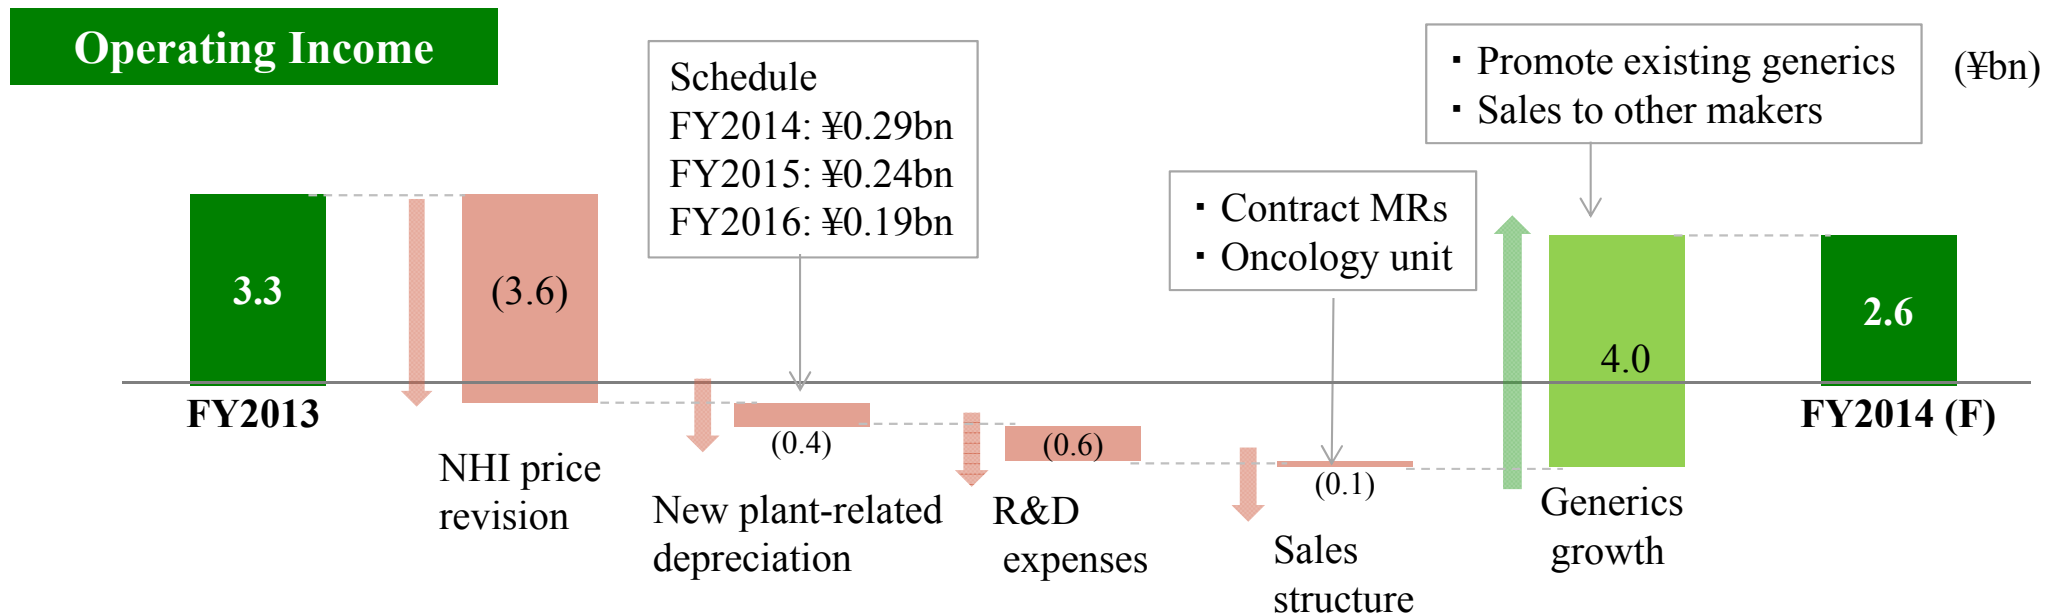 Operating Income
Schedule
FY2014: ¥0.29bn
FY2015: ¥0.24bn
FY2016: ¥0.19bn
・Promote existing generics
・Sales to other makers
(¥bn)
・Contract MRs
・Oncology unit
3.3
(3.6)
(0.4)
(0.6)
(0.1)
4.0
2.6
FY2013
NHI price
revision
New plant-related
depreciation
R&D
expenses
Sales
structure
Generics
growth
FY2014 (F)